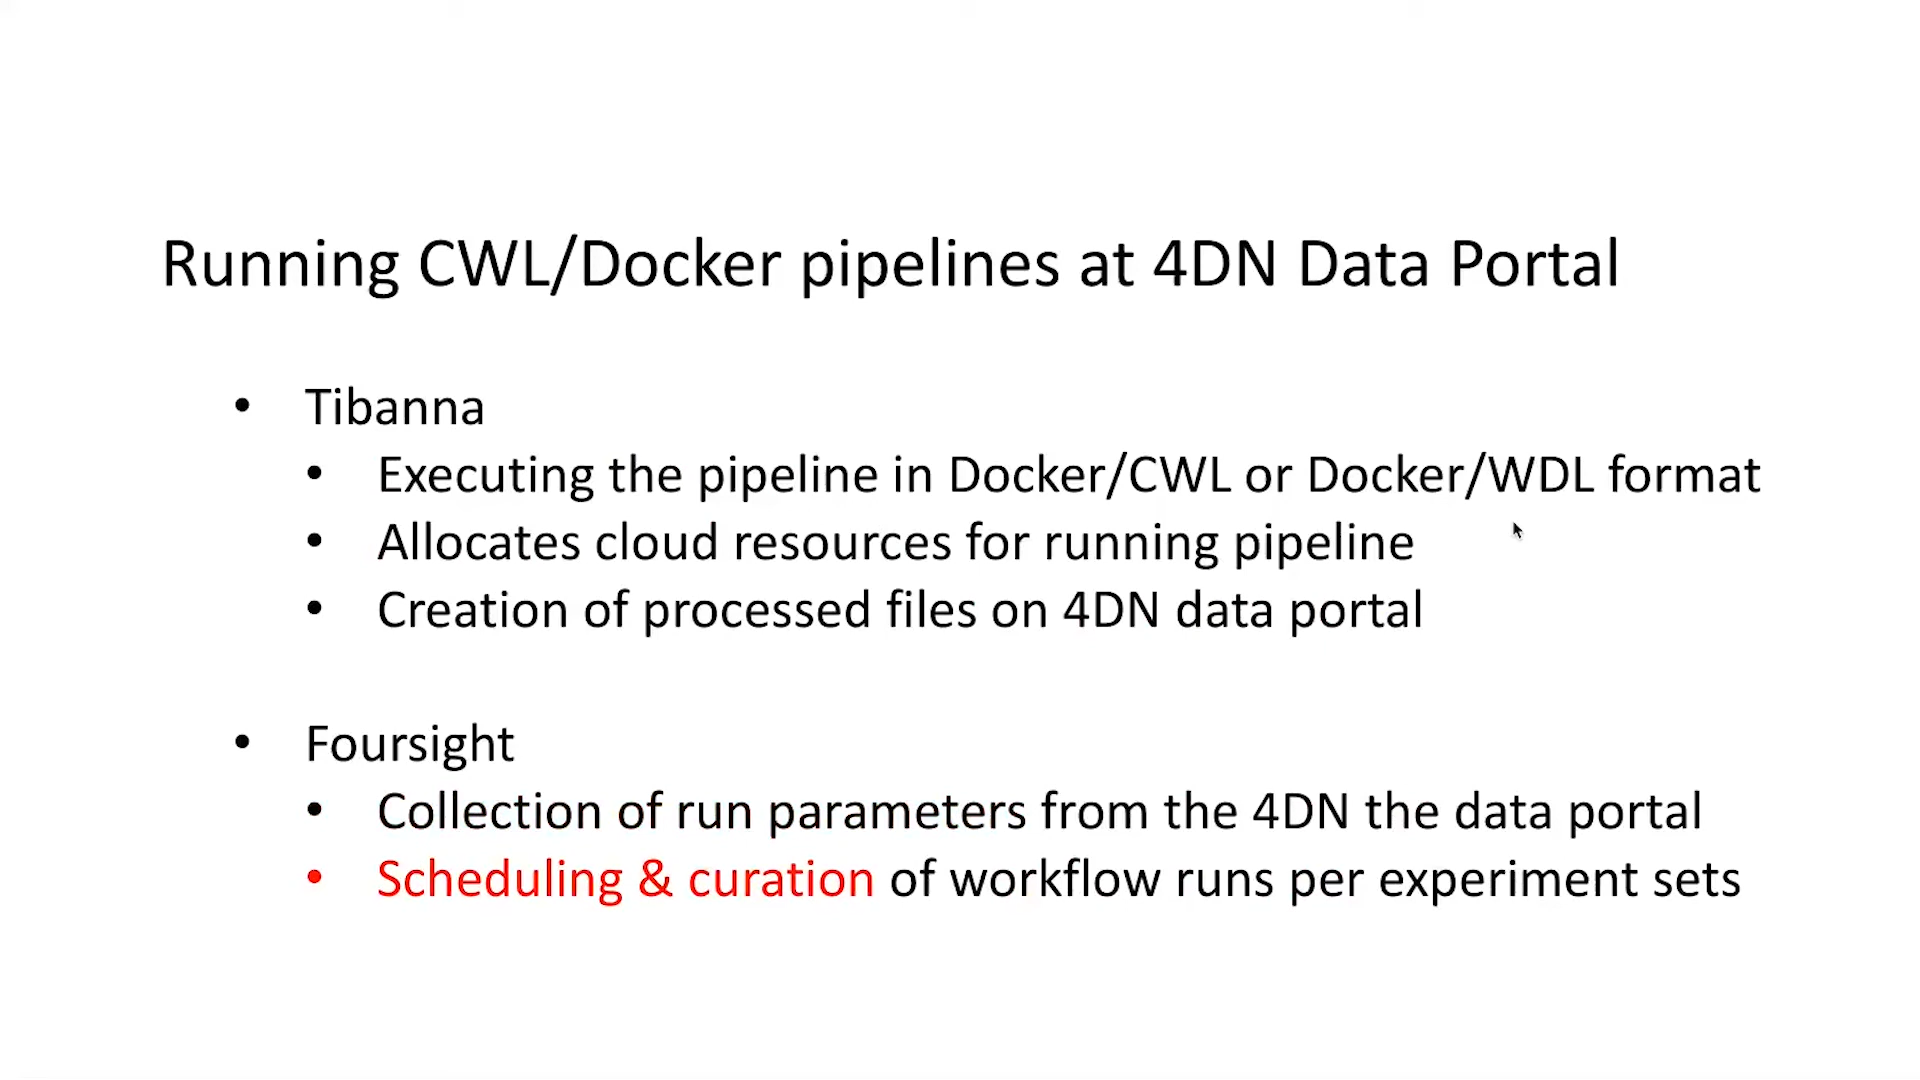 Running CWL/Docker pipelines at 4DN Data Portal
• Tibanna
• Executing the pipeline in Docker/CWL or Docker/WDL format
• Allocates cloud resources for running pipeline
• Creation of processed files on 4DN data portal
• Foursight
• Collection of run parameters from the 4DN the data portal
• Scheduling & curation of workflow runs per experiment sets